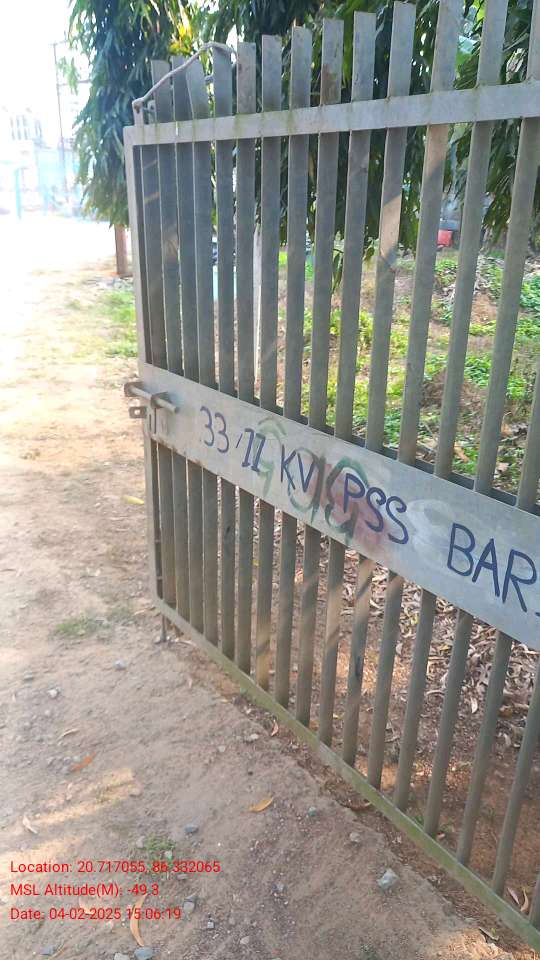 33/11 KV PSS BAR
Location: 20.717055, 86.332065
MSL Altitude(M): -49.3
Date: 04-02-2025 15:06:19